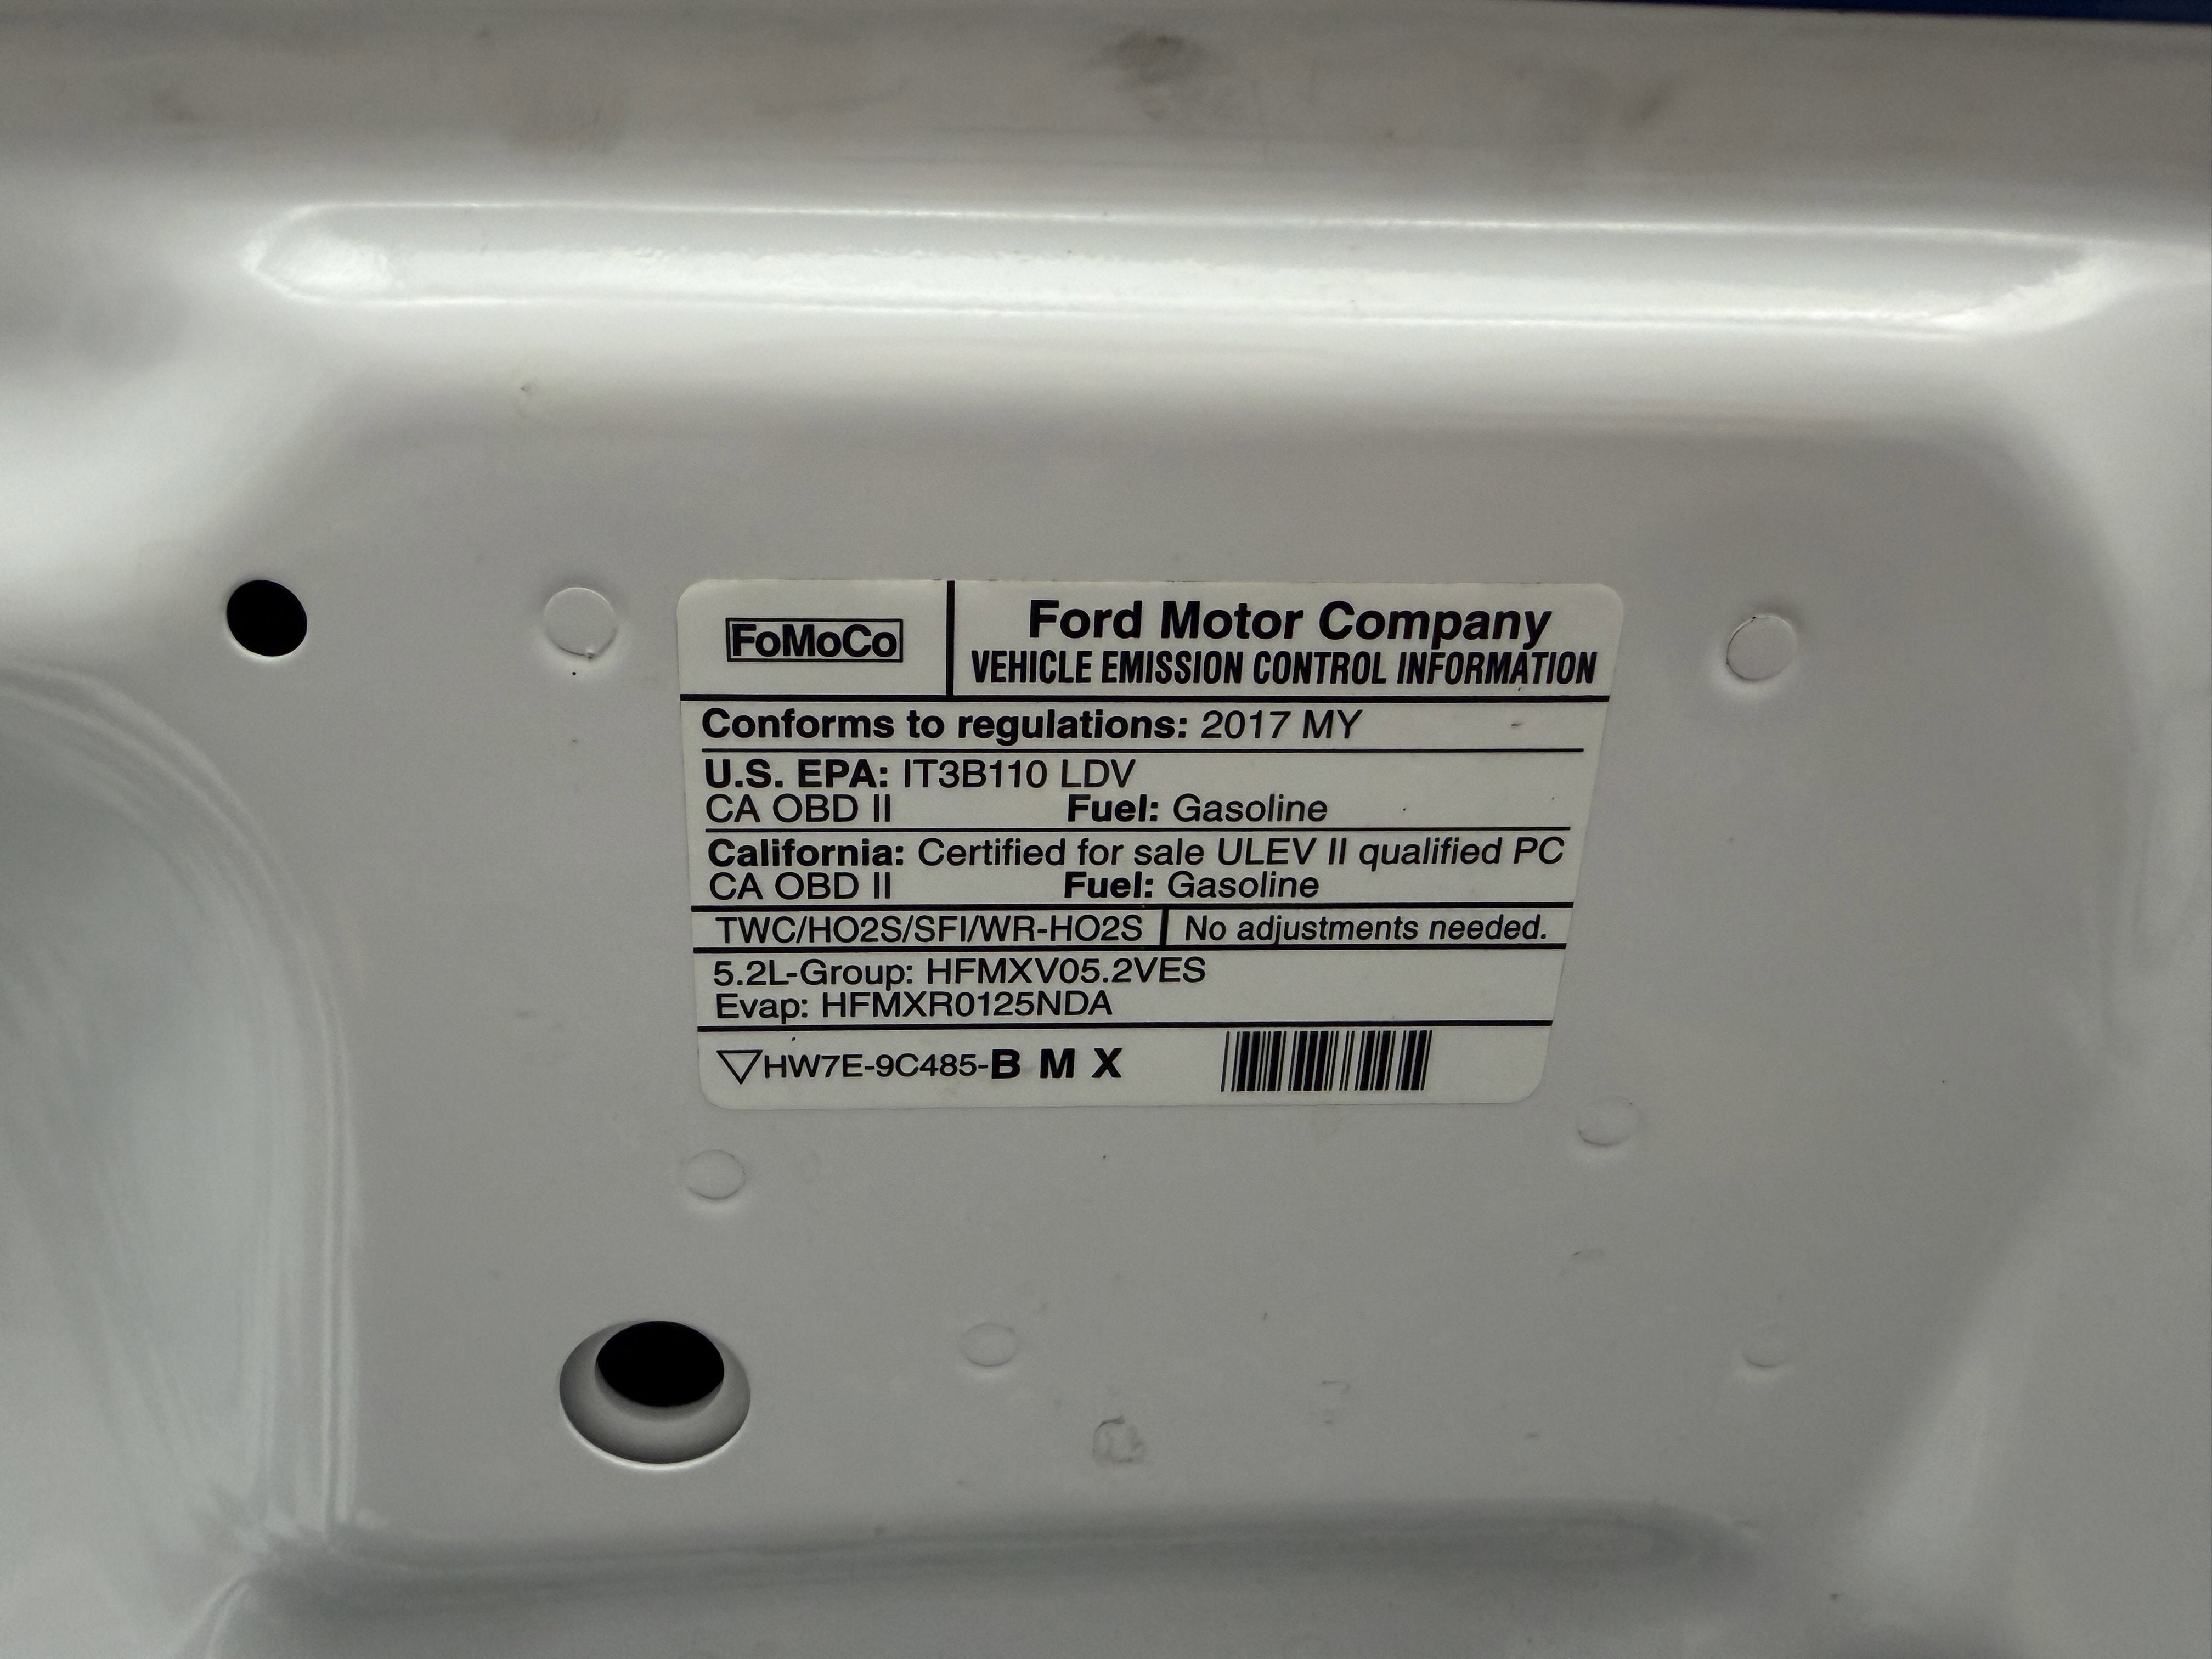 FoMoCo
Ford Motor Company
VEHICLE EMISSION CONTROL INFORMATION
Conforms to regulations: 2017 MY
U.S. EPA: IT3B110 LDV
CA OBD II Fuel: Gasoline
California: Certified for sale ULEV II qualified PC
CA OBD II Fuel: Gasoline
TWC/HO2S/SFI/WR-HO2S No adjustments needed.
5.2L-Group: HFMXV05.2VES
Evap: HFMXR0125NDA
HW7E-9C485-B M X